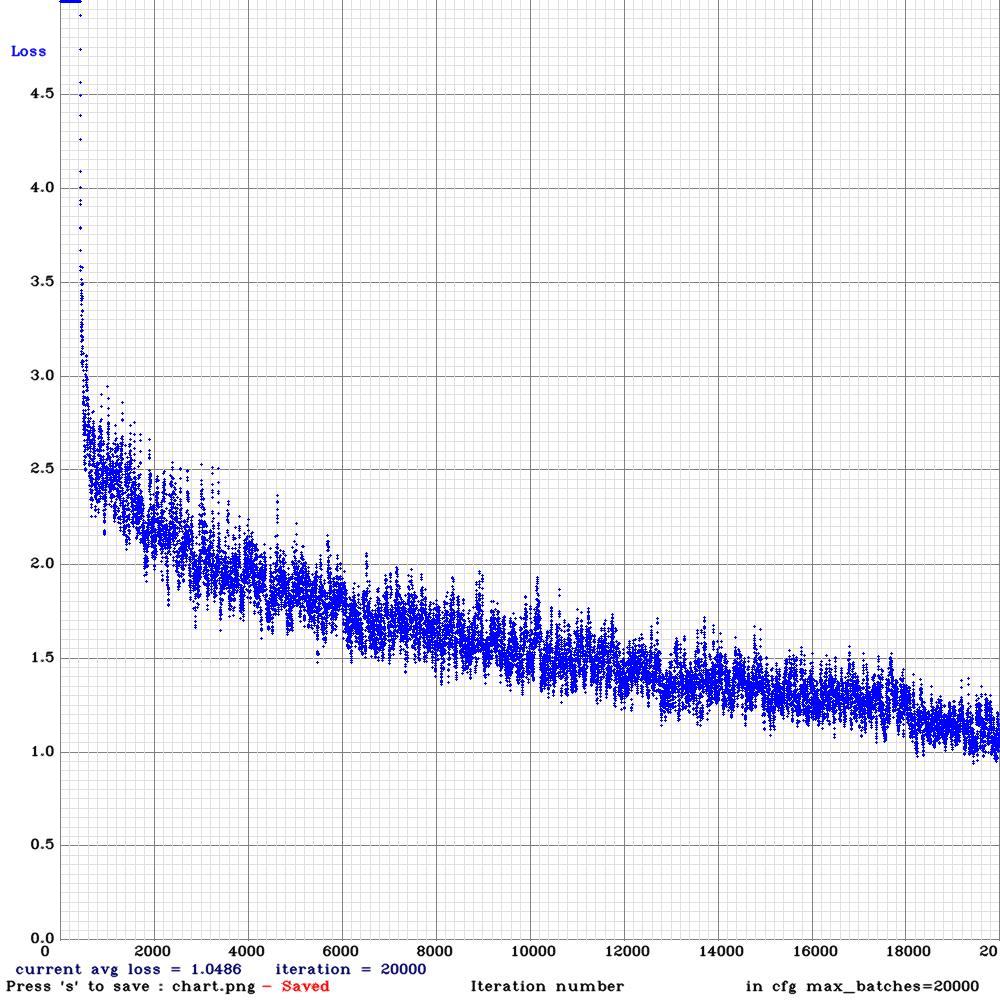 Loss
4.5
4.0
3.5
3.0
2.5
2.0
1.5
1.0
0.5
0.0
0 2000 4000 6000 8000 10000 12000 14000 16000 18000 20
current avg loss = 1.0486 iteration = 20000
Press 's' to save : chart.png - Saved Iteration number in cfg max_batches=20000